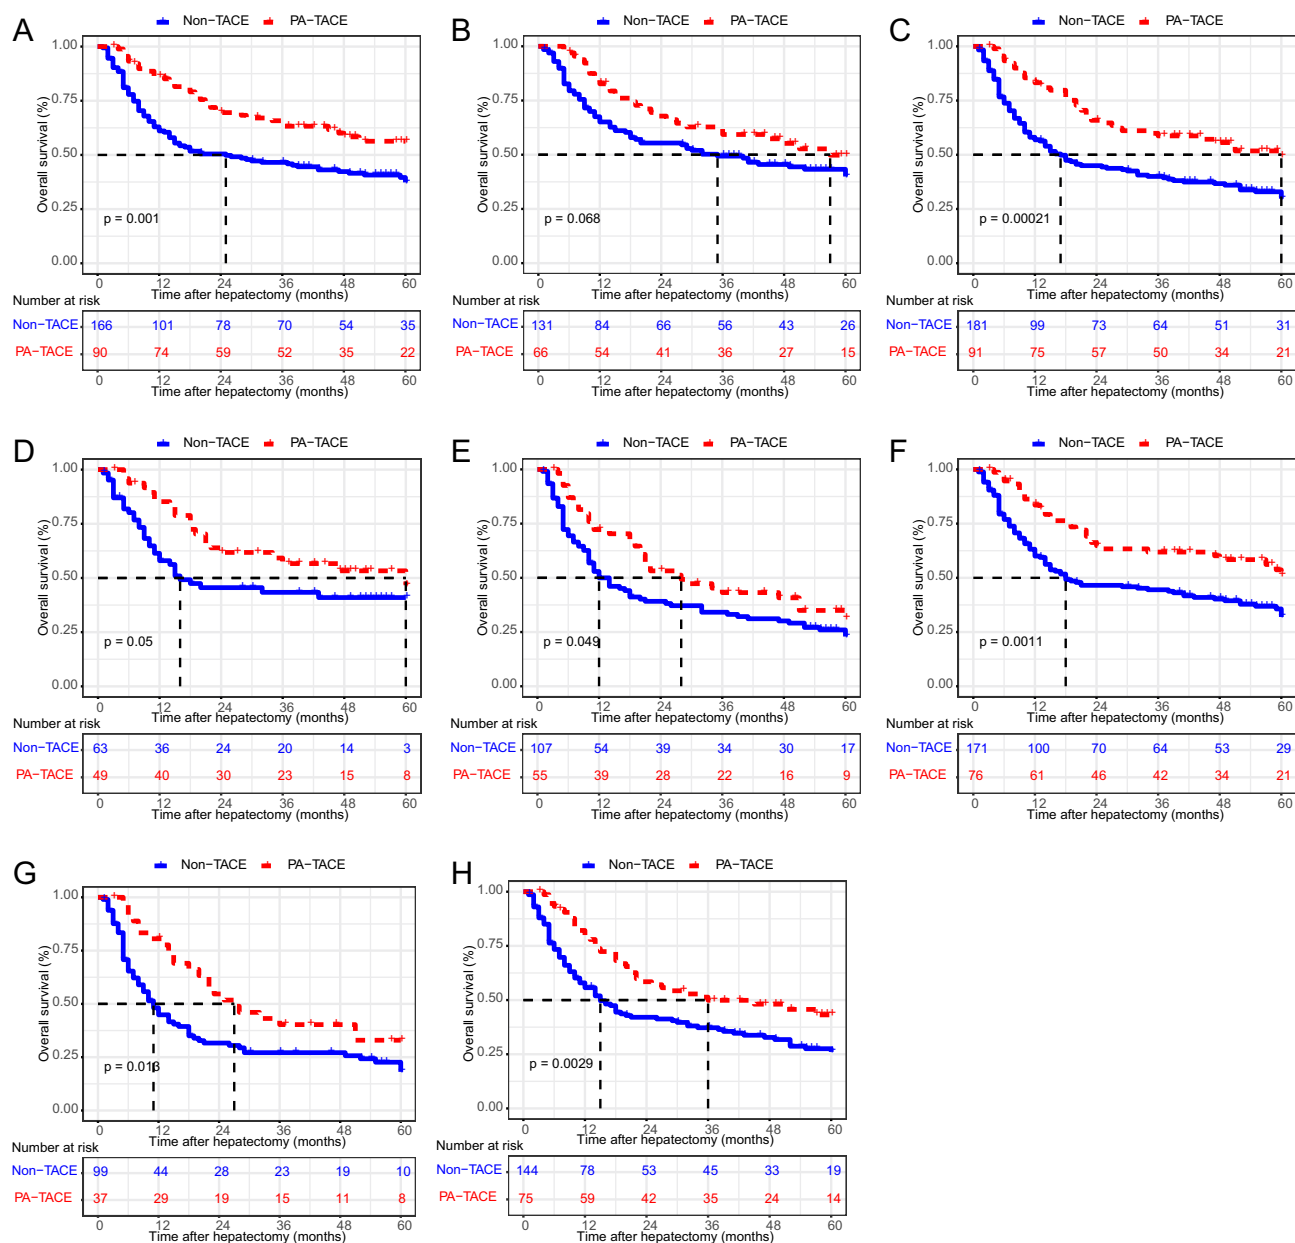 A
Non−TACE PA−TACE
Overall survival (%)
1.00
0.75
0.50
0.25
0.00
p = 0.001
0 12 24 36 48 60
Time after hepatectomy (months)
Number at risk
Non−TACE 166 101 78 70 54 35
PA−TACE 90 74 59 52 35 22
0 12 24 36 48 60
Time after hepatectomy (months)
B
Non−TACE PA−TACE
Overall survival (%)
1.00
0.75
0.50
0.25
0.00
p = 0.068
0 12 24 36 48 60
Time after hepatectomy (months)
Number at risk
Non−TACE 131 84 66 56 43 26
PA−TACE 66 54 41 36 27 15
0 12 24 36 48 60
Time after hepatectomy (months)
C
Non−TACE PA−TACE
Overall survival (%)
1.00
0.75
0.50
0.25
0.00
p = 0.00021
0 12 24 36 48 60
Time after hepatectomy (months)
Number at risk
Non−TACE 181 99 73 64 51 31
PA−TACE 91 75 57 50 34 21
0 12 24 36 48 60
Time after hepatectomy (months)
D
Non−TACE PA−TACE
Overall survival (%)
1.00
0.75
0.50
0.25
0.00
p = 0.05
0 12 24 36 48 60
Time after hepatectomy (months)
Number at risk
Non−TACE 63 36 24 20 14 3
PA−TACE 49 40 30 23 15 8
0 12 24 36 48 60
Time after hepatectomy (months)
E
Non−TACE PA−TACE
Overall survival (%)
1.00
0.75
0.50
0.25
0.00
p = 0.049
0 12 24 36 48 60
Time after hepatectomy (months)
Number at risk
Non−TACE 107 54 39 34 30 17
PA−TACE 55 39 28 22 16 9
0 12 24 36 48 60
Time after hepatectomy (months)
F
Non−TACE PA−TACE
Overall survival (%)
1.00
0.75
0.50
0.25
0.00
p = 0.0011
0 12 24 36 48 60
Time after hepatectomy (months)
Number at risk
Non−TACE 171 100 70 64 53 29
PA−TACE 76 61 46 42 34 21
0 12 24 36 48 60
Time after hepatectomy (months)
G
Non−TACE PA−TACE
Overall survival (%)
1.00
0.75
0.50
0.25
0.00
p = 0.013
0 12 24 36 48 60
Time after hepatectomy (months)
Number at risk
Non−TACE 99 44 28 23 19 10
PA−TACE 37 29 19 15 11 8
0 12 24 36 48 60
Time after hepatectomy (months)
H
Non−TACE PA−TACE
Overall survival (%)
1.00
0.75
0.50
0.25
0.00
p = 0.0029
0 12 24 36 48 60
Time after hepatectomy (months)
Number at risk
Non−TACE 144 78 53 45 33 19
PA−TACE 75 59 42 35 24 14
0 12 24 36 48 60
Time after hepatectomy (months)